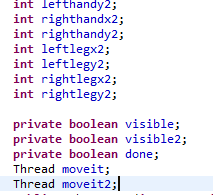 int lefthandy2;
int righthandx2;
int righthandy2;
int leftlegx2;
int leftlegy2;
int rightlegx2;
int rightlegy2;
private boolean visible;
private boolean visible2;
private boolean done;
Thread moveit;
Thread moveit2;